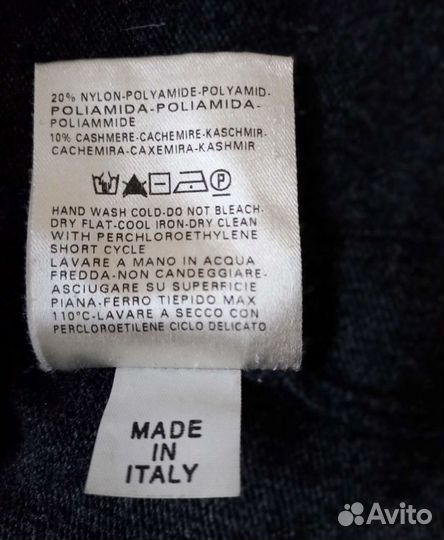 20% NYLON-POLYAMIDE-POLYAMID-
POLIAMIDA-POLIAMIDA-
POLIAMMIDE
10% CASHMERE-CACHEMIRE-KASCHMIR-
CACHEMIRA-CAXEMIRA-KASHMIR
P
HAND WASH COLD-DO NOT BLEACH-
DRY FLAT-COOL IRON-DRY CLEAN
WITH PERCHLOROETHYLENE
SHORT CYCLE
LAVARE A MANO IN ACQUA
FREDDA-NON CANDEGGIARE-
ASCIUGARE SU SUPERFICIE
PIANA-FERRO TIEPIDO MAX
110°C-LAVARE A SECCO CON
PERCLOROETILENE CICLO DELICATO
MADE
IN
ITALY
Avito